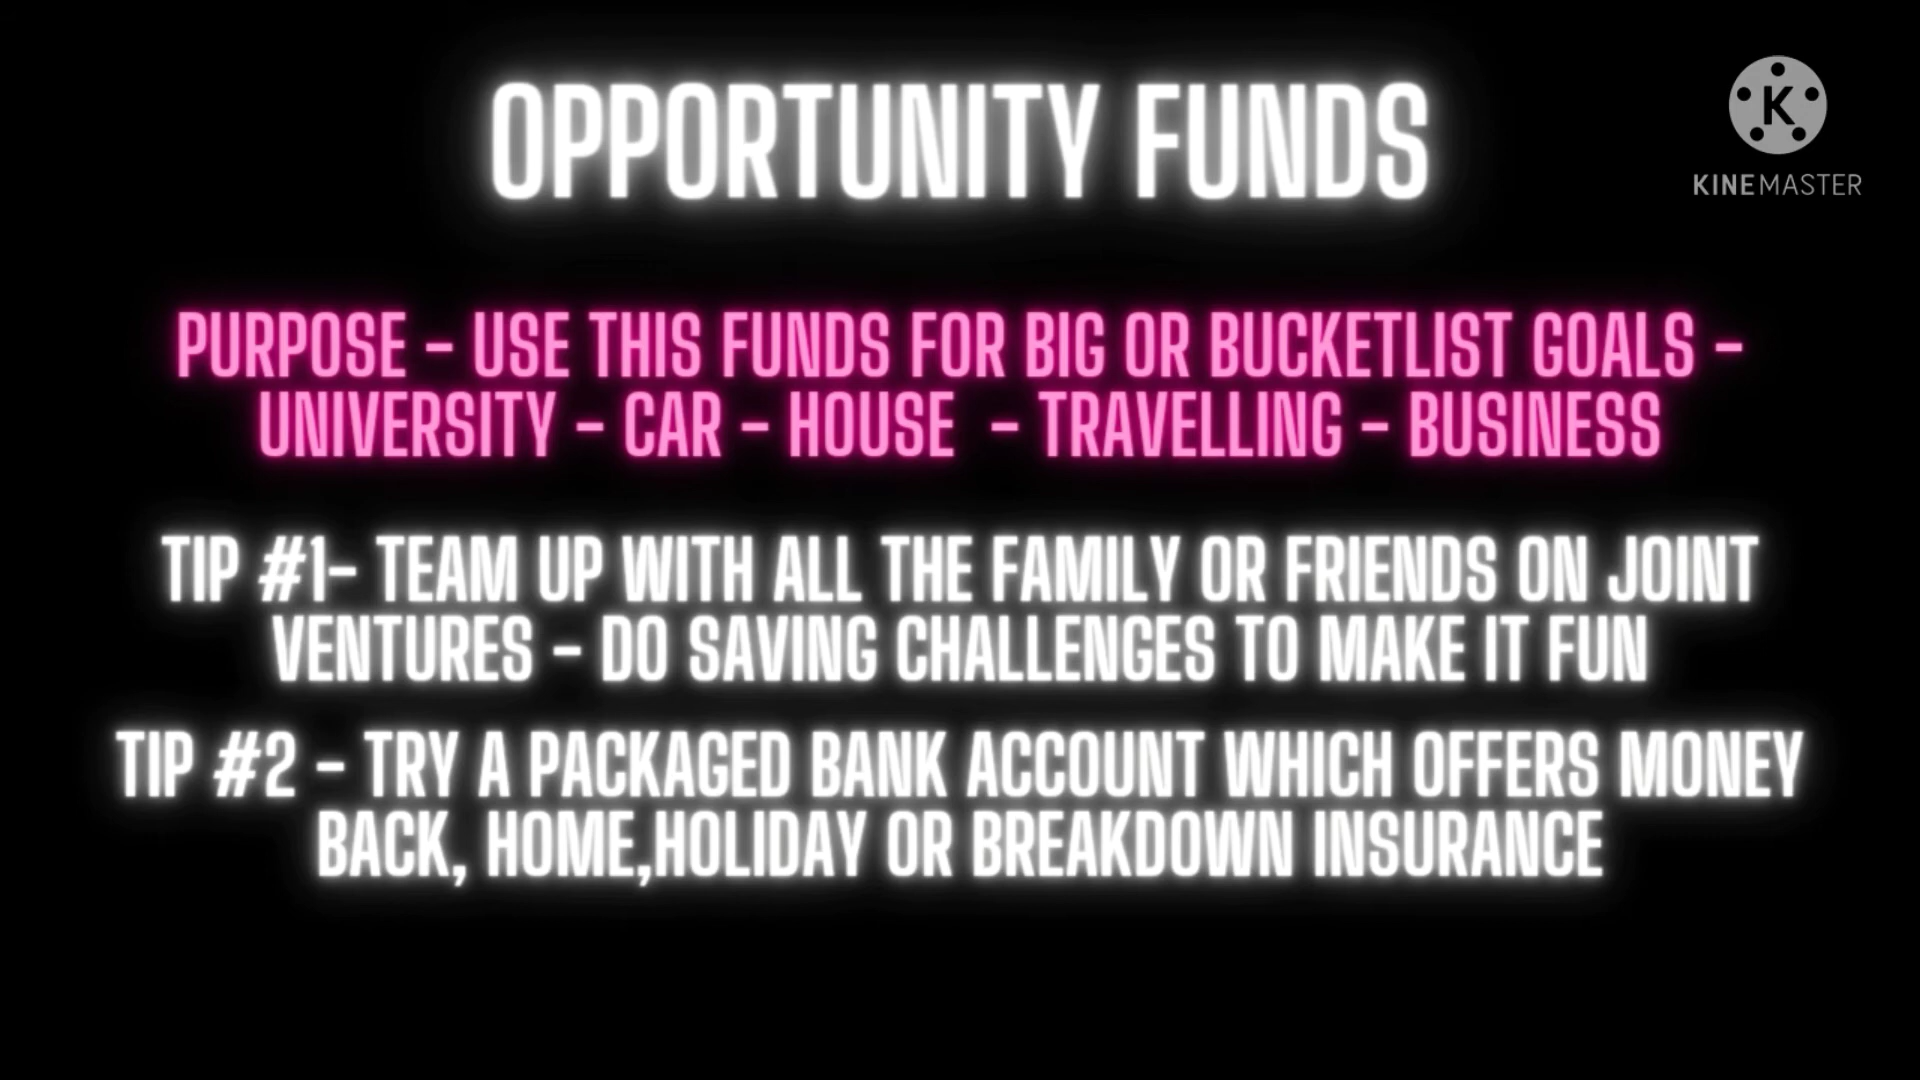 OPPORTUNITY FUNDS
K
KINEMASTER
PURPOSE - USE THIS FUNDS FOR BIG OR BUCKETLIST GOALS -
UNIVERSITY - CAR - HOUSE - TRAVELLING - BUSINESS
TIP #1- TEAM UP WITH ALL THE FAMILY OR FRIENDS ON JOINT
VENTURES - DO SAVING CHALLENGES TO MAKE IT FUN
TIP #2 - TRY A PACKAGED BANK ACCOUNT WHICH OFFERS MONEY
BACK, HOME,HOLIDAY OR BREAKDOWN INSURANCE